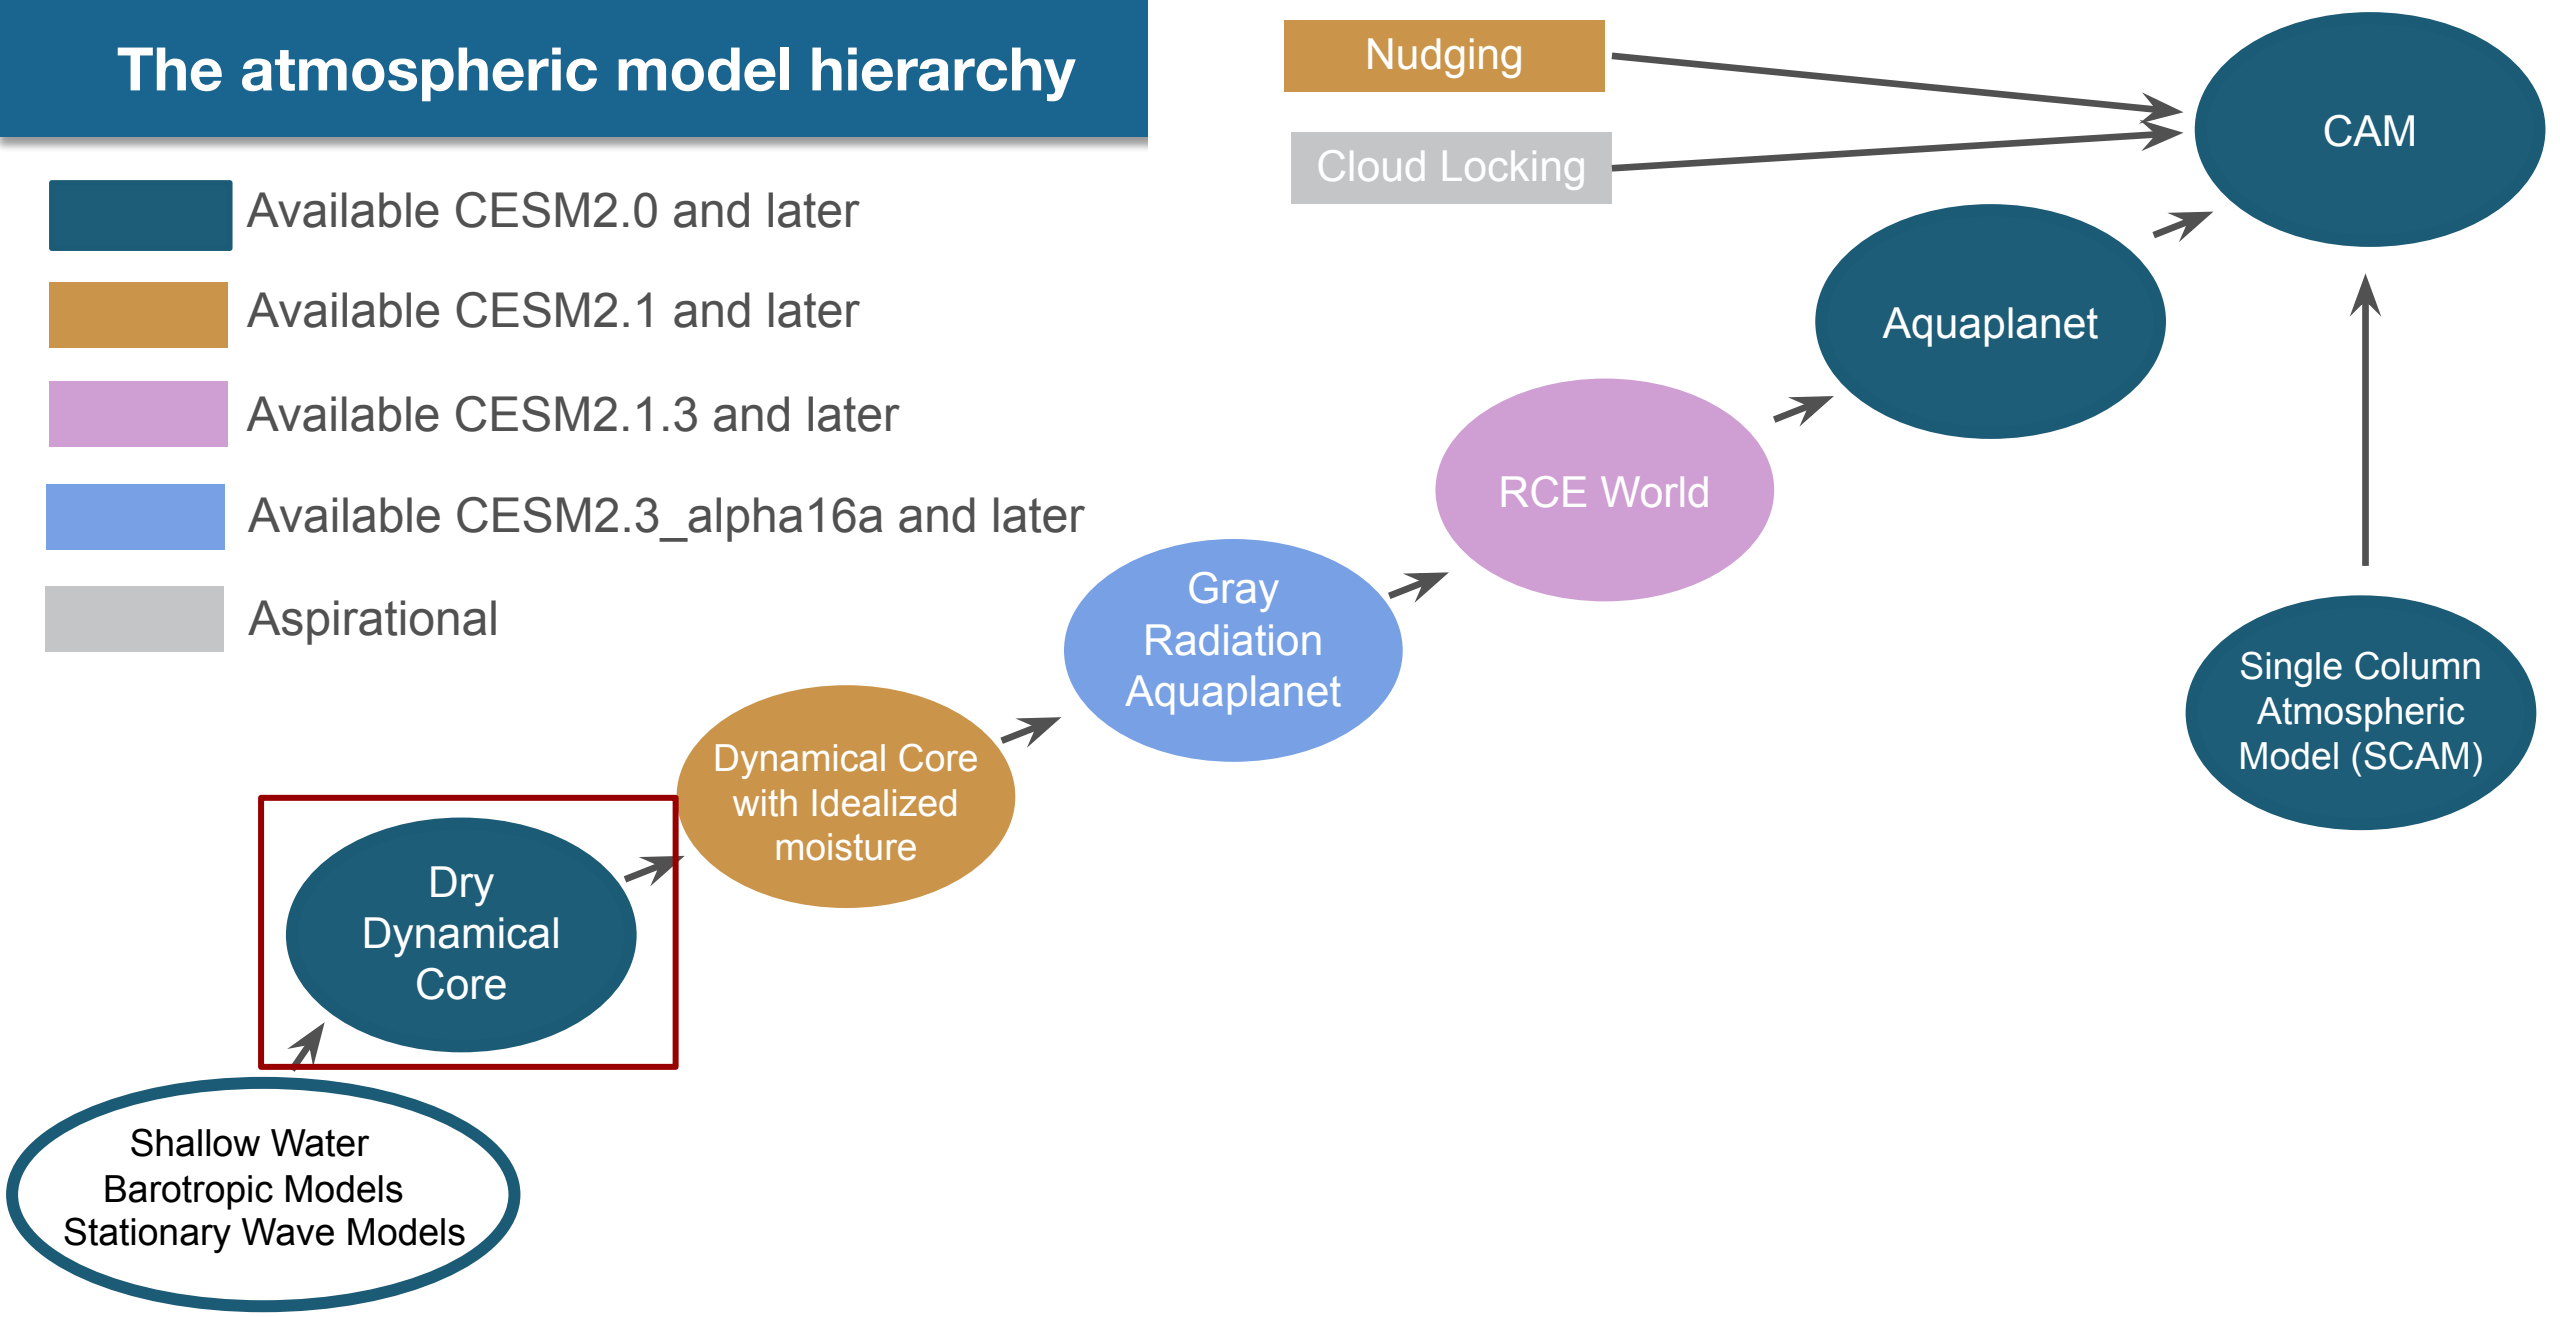 The atmospheric model hierarchy
Available CESM2.0 and later
Available CESM2.1 and later
Available CESM2.1.3 and later
Available CESM2.3_alpha16a and later
Aspirational
Nudging
Cloud Locking
CAM
Aquaplanet
RCE World
Gray
Radiation
Aquaplanet
Single Column
Atmospheric
Model (SCAM)
Dynamical Core
with Idealized
moisture
Dry
Dynamical
Core
Shallow Water
Barotropic Models
Stationary Wave Models